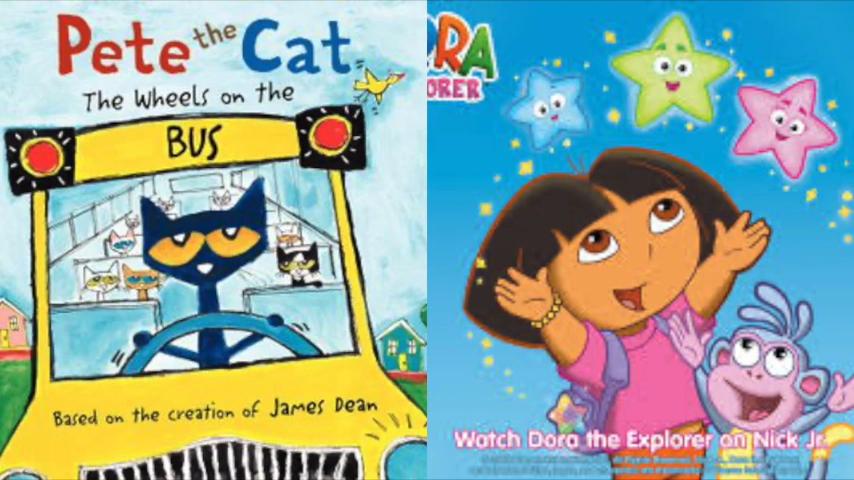 Pete the Cat
The Wheels on the
BUS
Based on the creation of James Dean
RA
ORER
Watch Dora the Explorer on Nick Jr